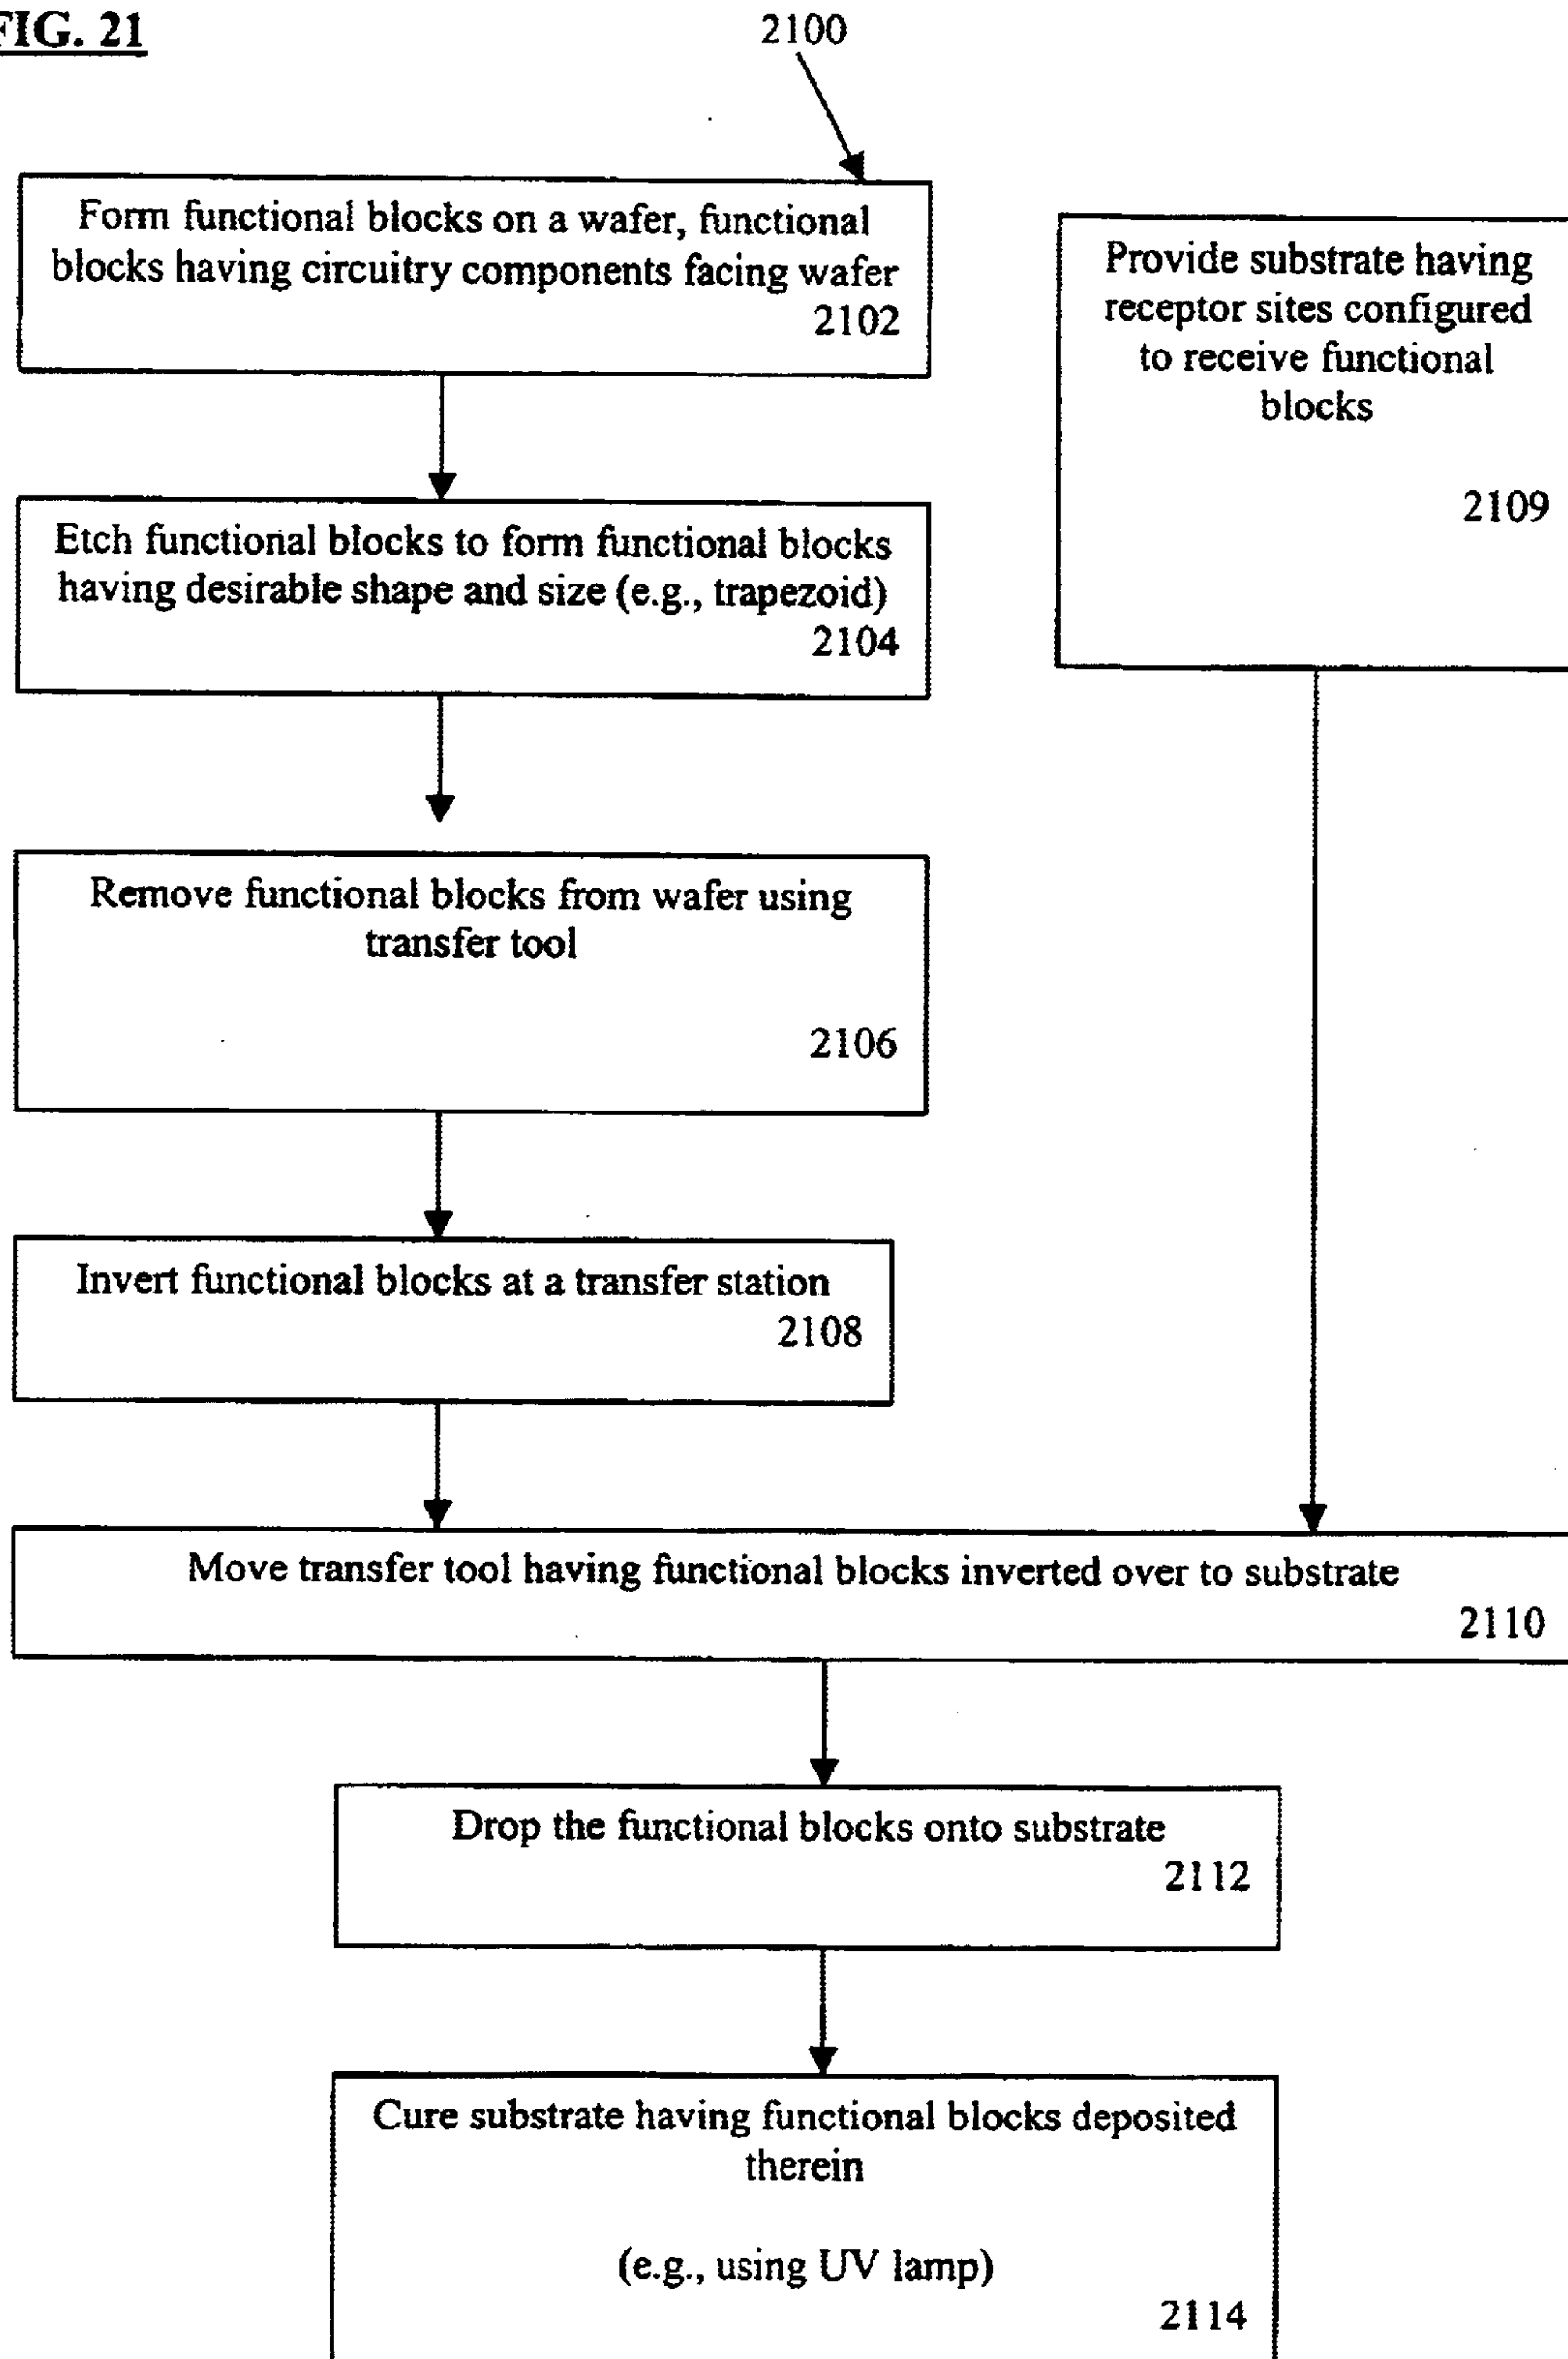 FIG. 21
2100
Form functional blocks on a wafer, functional
blocks having circuitry components facing wafer
2102
Provide substrate having
receptor sites configured
to receive functional
blocks
2109
Etch functional blocks to form functional blocks
having desirable shape and size (e.g., trapezoid)
2104
Remove functional blocks from wafer using
transfer tool
2106
Invert functional blocks at a transfer station
2108
Move transfer tool having functional blocks inverted over to substrate
2110
Drop the functional blocks onto substrate
2112
Cure substrate having functional blocks deposited
therein
(e.g., using UV lamp)
2114